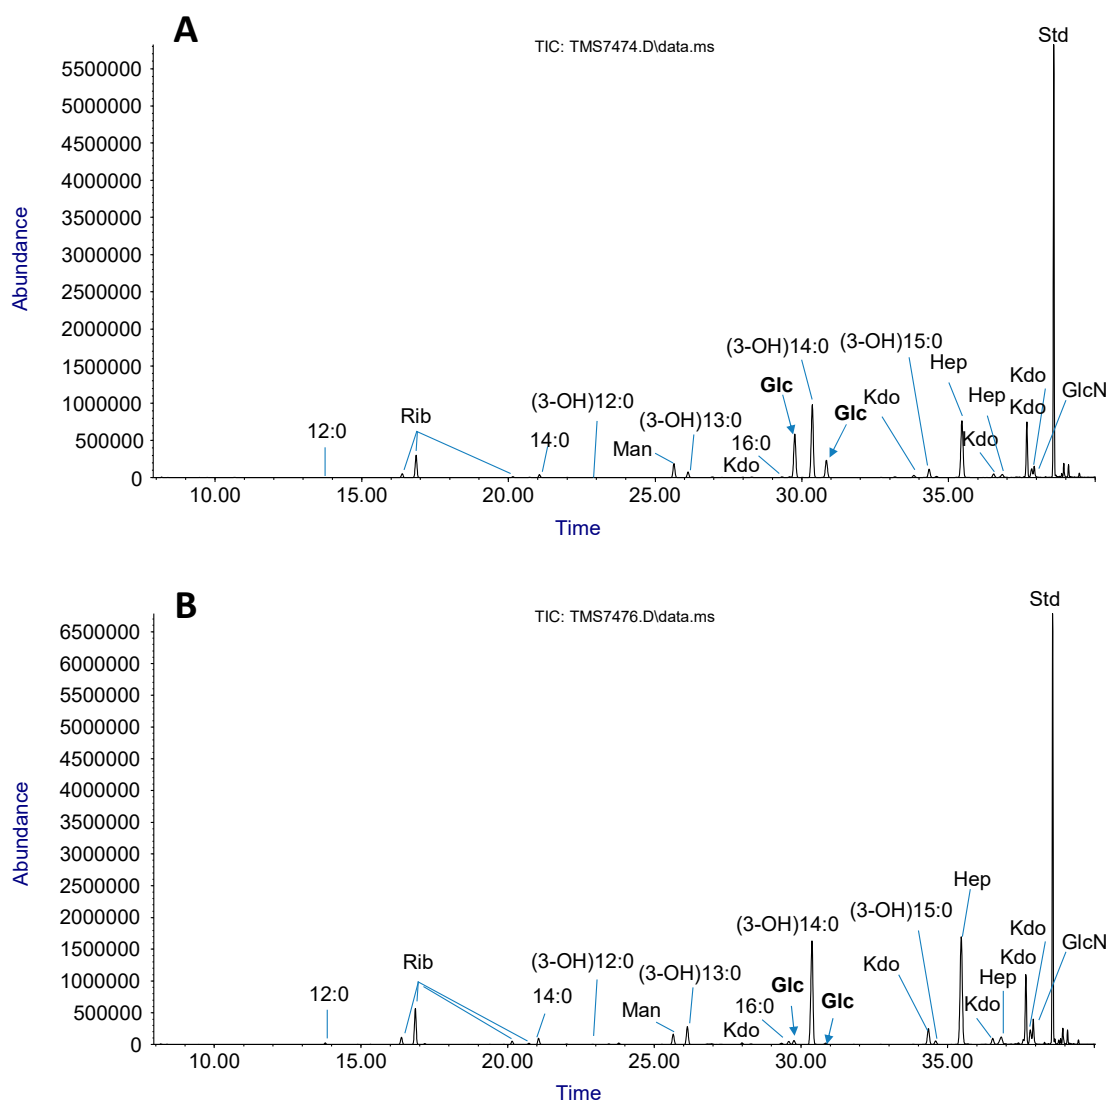 A
TIC: TMS7474.D\data.ms
Std
Abundance
5500000
5000000
4500000
4000000
3500000
3000000
2500000
2000000
1500000
1000000
500000
0
12:0
Rib
14:0
(3-OH)12:0
Man
(3-OH)13:0
Kdo
16:0
Glc
(3-OH)14:0
Glc
Kdo
(3-OH)15:0
Hep
Kdo
Hep
Kdo
Kdo
GlcN
10.00 15.00 20.00 25.00 30.00 35.00
Time
B
TIC: TMS7476.D\data.ms
Std
Abundance
6500000
6000000
5500000
5000000
4500000
4000000
3500000
3000000
2500000
2000000
1500000
1000000
500000
0
12:0
Rib
14:0
(3-OH)12:0
Man
(3-OH)13:0
Kdo
16:0
Glc
(3-OH)14:0
Glc
Kdo
(3-OH)15:0
Hep
Kdo
Hep
Kdo
Kdo
GlcN
10.00 15.00 20.00 25.00 30.00 35.00
Time